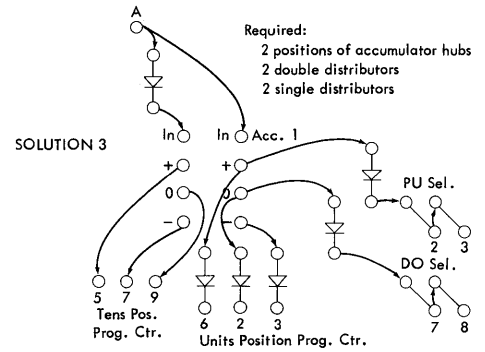 A
Required:
2 positions of accumulator hubs
2 double distributors
2 single distributors
In
In
Acc. 1
SOLUTION 3
+
+
0
0
-
-
PU Sel.
2
3
DO Sel.
7
8
5
7
9
6
2
3
Tens Pos.
Prog. Ctr.
Units Position Prog. Ctr.